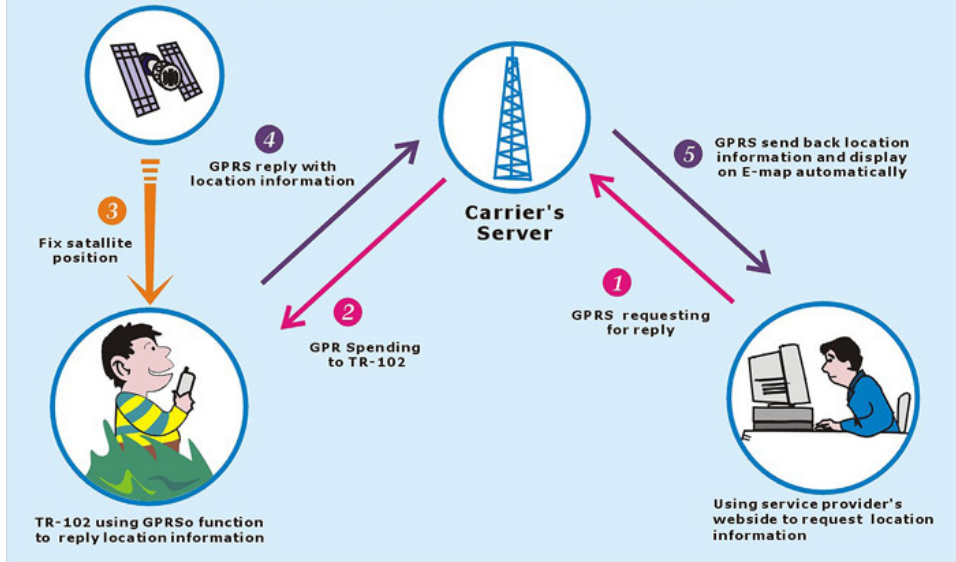 4
GPRS reply with
location information
5
GPRS send back location
information and display
on E-map automatically
Carrier's
Server
3
Fix satallite
position
2
GPR Spending
to TR-102
1
GPRS requesting
for reply
TR-102 using GPRSo function
to reply location information
Using service provider's
webside to request location
information